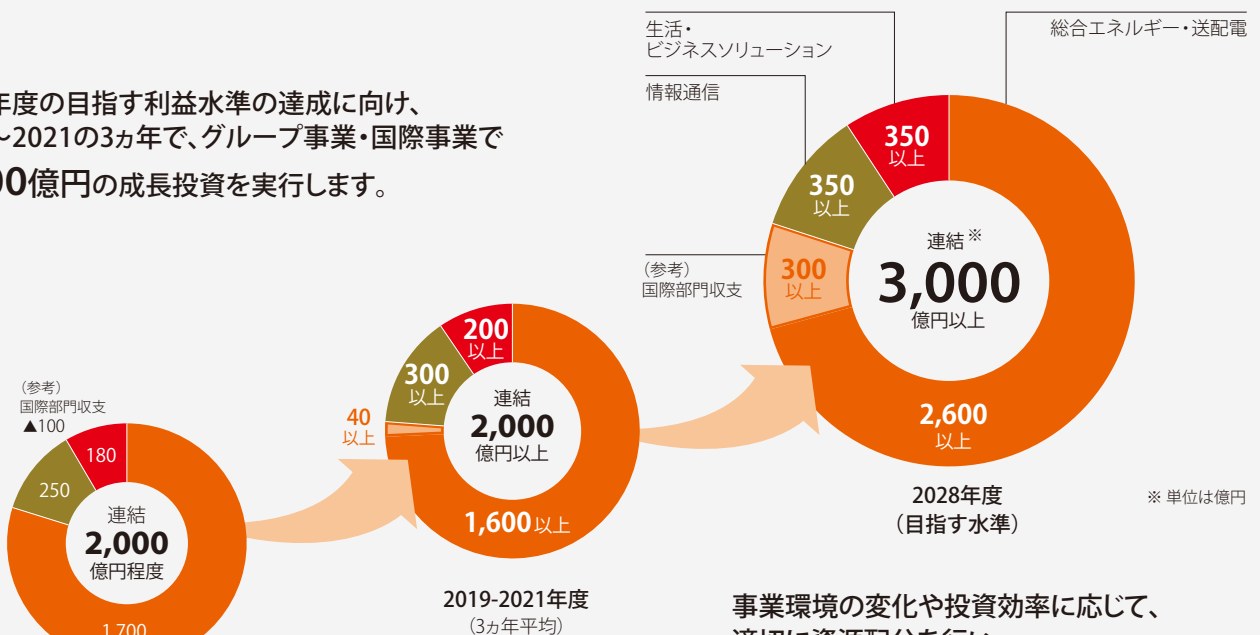 年度の目指す利益水準の達成に向け、
～2021の3ヵ年で、グループ事業・国際事業で
00億円の成長投資を実行します。
生活・
ビジネスソリューション
情報通信
総合エネルギー・送配電
(参考)
国際部門収支
350
以上
350
以上
300
以上
連結※
3,000
億円以上
2,600
以上
2028年度
(目指す水準)
※ 単位は億円
200
以上
300
以上
40
以上
連結
2,000
億円以上
1,600以上
2019-2021年度
(3ヵ年平均)
(参考)
国際部門収支
▲100
180
250
連結
2,000
億円程度
1,700
事業環境の変化や投資効率に応じて、
適切に資源配分を行い